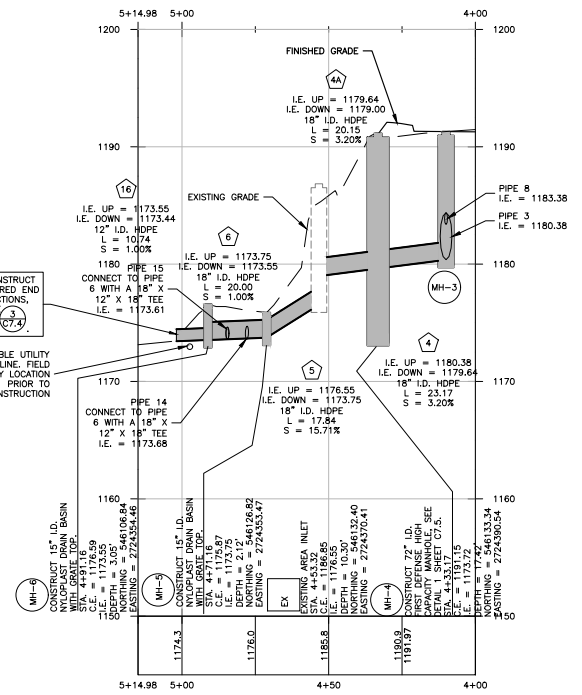 5+14.98
5+00
4+00
1200
1200
FINISHED GRADE
4A
I.E. UP = 1179.64
I.E. DOWN = 1179.00
18" I.D. HDPE
L = 20.15
S = 3.20%
1190
1190
16
I.E. UP = 1173.55
I.E. DOWN = 1173.44
12" I.D. HDPE
L = 10.74
S = 1.00%
EXISTING GRADE
PIPE 8
I.E. = 1183.38
PIPE 3
I.E. = 1180.38
6
I.E. UP = 1173.75
I.E. DOWN = 1173.55
18" I.D. HDPE
L = 20.00
S = 1.00%
1180
1180
PIPE 15
CONNECT TO PIPE
6 WITH A 18" X
12" X 18" TEE
I.E. = 1173.61
MH-3
NSTRUCT
RED END
CTIONS,
3
C7.4
BLE UTILITY
LINE. FIELD
Y LOCATION
PRIOR TO
NSTRUCTION
4
I.E. UP = 1180.38
I.E. DOWN = 1179.64
18" I.D. HDPE
L = 23.17
S = 3.20%
1170
1170
5
I.E. UP = 1176.55
I.E. DOWN = 1173.75
18" I.D. HDPE
L = 17.84
S = 15.71%
PIPE 14
CONNECT TO PIPE
6 WITH A 18" X
12" X 18" TEE
I.E. = 1173.68
1160
1160
MH-6
CONSTRUCT 15" I.D.
NYLOPLAST DRAIN BASIN
WITH GRATE TOP.
STA. 4+91.16
C.E. = 1176.59
I.E. = 1173.55
DEPTH = 3.05'
NORTHING = 546106.84
EASTING = 2724354.46
MH-5
CONSTRUCT 15" I.D.
NYLOPLAST DRAIN BASIN
WITH GRATE TOP.
STA. 4+71.16
C.E. = 1175.87
I.E. = 1173.75
DEPTH = 2.12'
NORTHING = 546126.82
EASTING = 2724353.47
EX
EXISTING AREA INLET
STA. 4+53.32
C.E. = 1186.85
I.E. = 1176.55
DEPTH = 10.30'
NORTHING = 546132.40
EASTING = 2724370.41
MH-4
CONSTRUCT 72" I.D.
FIRST DEFENSE HIGH
CAPACITY MANHOLE, SEE
DETAIL 1 SHEET C7.5.
STA. 4+33.17
C.E. = 1191.15
I.E. = 1173.72
NORTHING = 546133.34
EASTING = 2724390.54
1150
1150
1174.3
1176.0
1185.8
1190.9
1191.97
5+14.98
5+00
4+50
4+00